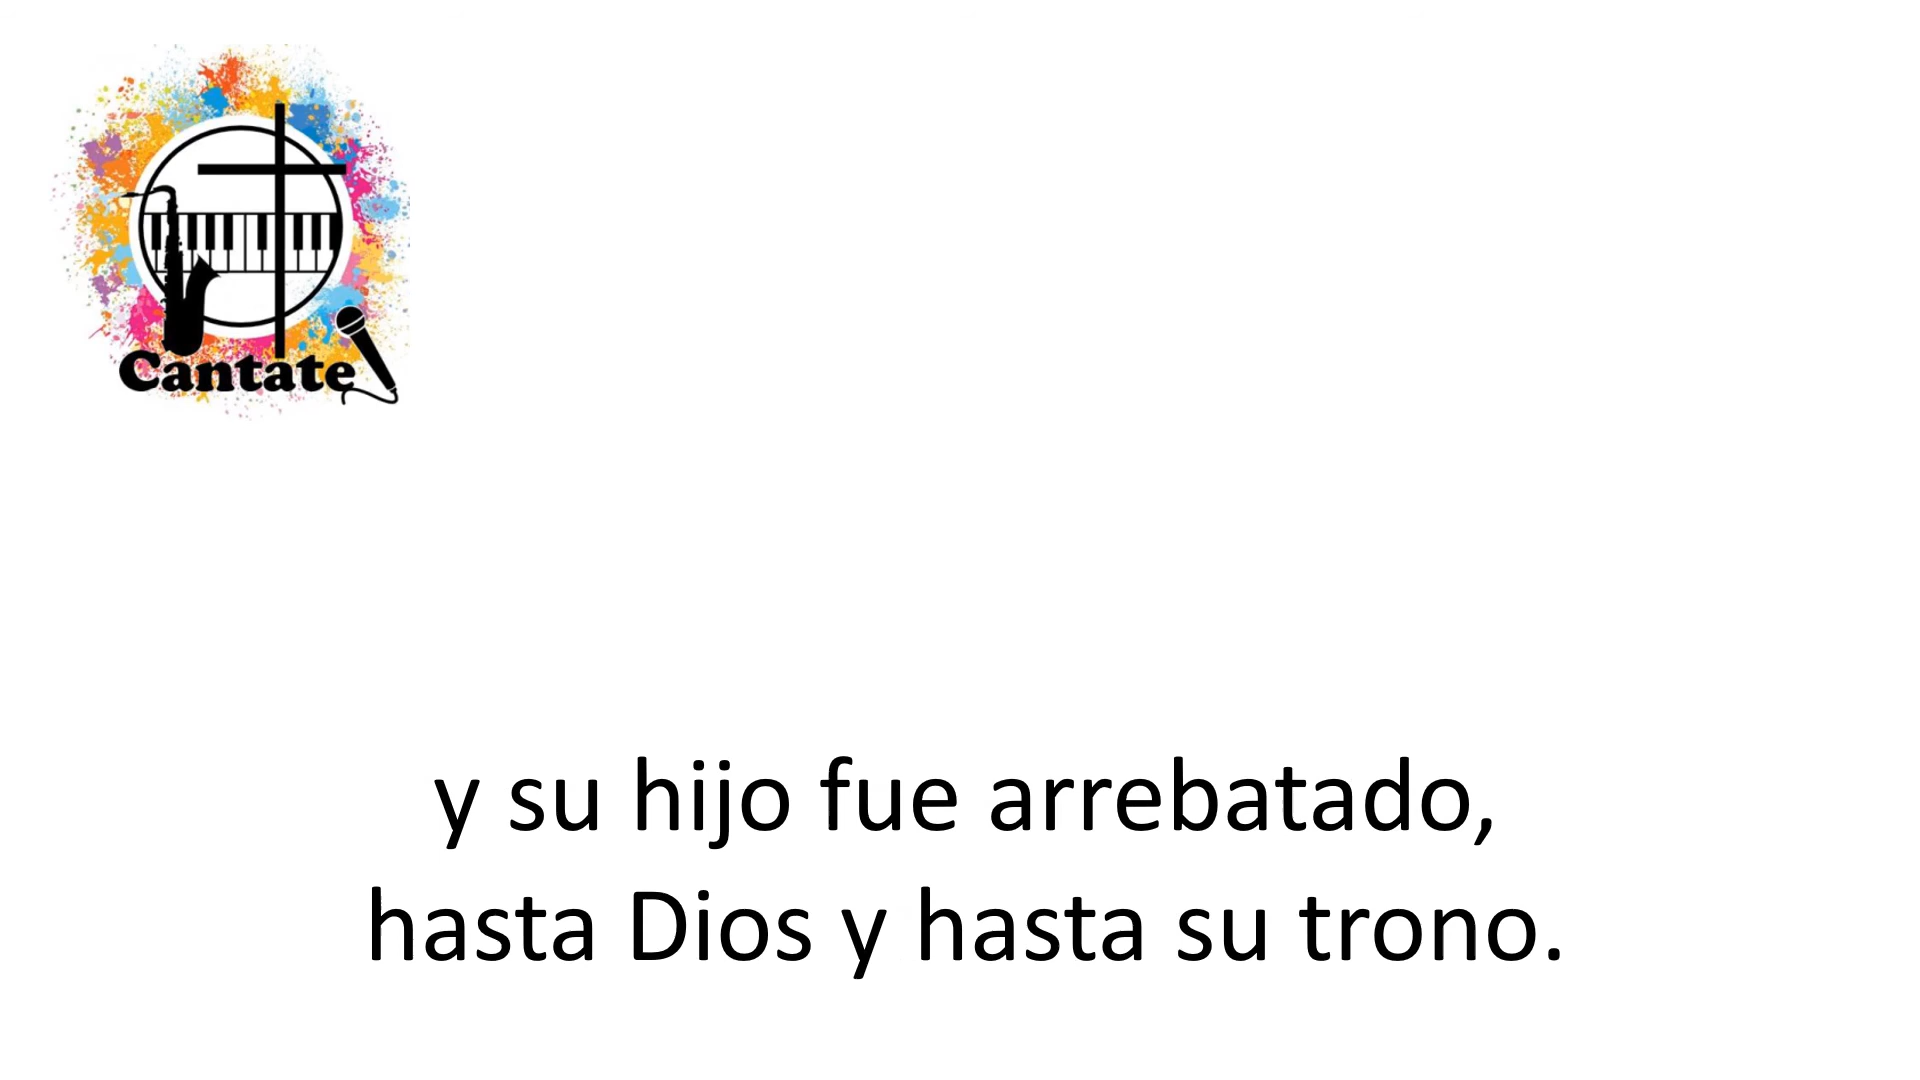 Cantate
y su hijo fue arrebatado,
hasta Dios y hasta su trono.